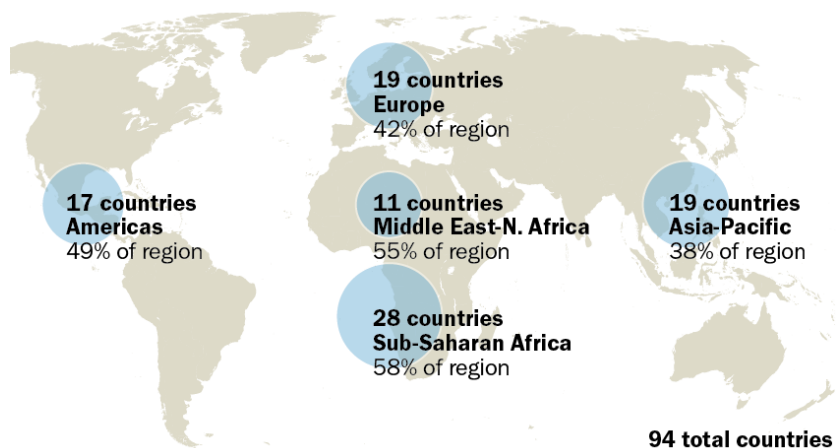 19 countries
Europe
42% of region
17 countries
Americas
49% of region
11 countries
Middle East-N. Africa
55% of region
19 countries
Asia-Pacific
38% of region
28 countries
Sub-Saharan Africa
58% of region
94 total countries